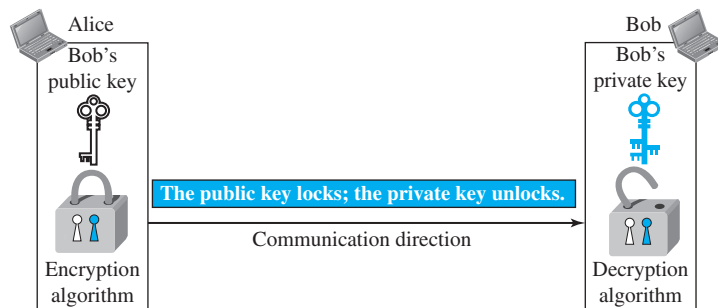 Alice
Bob's
public key
Encryption
algorithm
The public key locks; the private key unlocks.
Communication direction
Bob
Bob's
private key
Decryption
algorithm